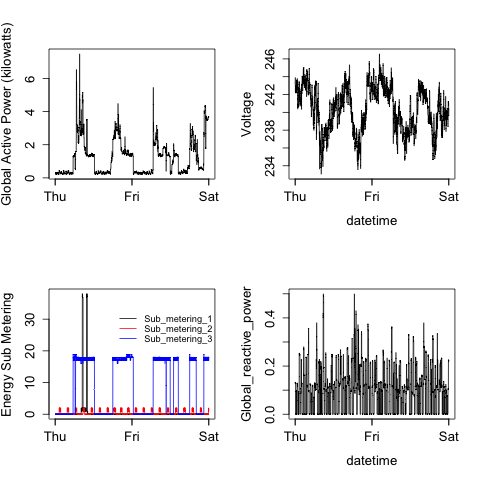 Global Active Power (kilowatts)
0 2 4 6
Thu Fri Sat
Voltage
234 238 242 246
Thu Fri Sat
datetime
Energy Sub Metering
0 10 20 30
Sub_metering_1
Sub_metering_2
Sub_metering_3
Thu Fri Sat
Global_reactive_power
0.0 0.2 0.4
Thu Fri Sat
datetime